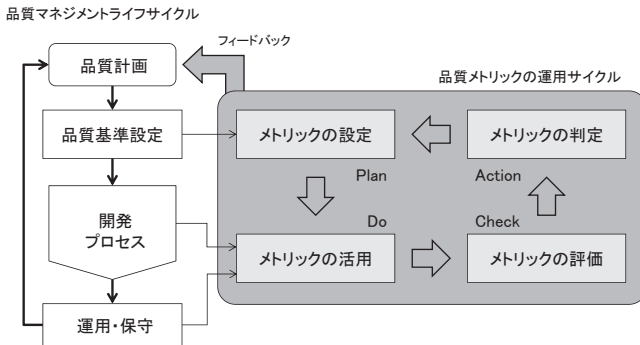 品質マネジメントライフサイクル
フィードバック
品質計画
品質メトリックの運用サイクル
品質基準設定
メトリックの設定
メトリックの判定
Plan
Action
開発
プロセス
Do
Check
メトリックの活用
メトリックの評価
運用・保守